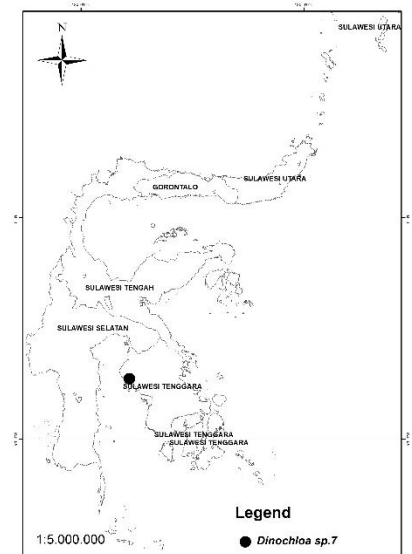 N
SULAWESI UTARA
SULAWESI UTARA
GORONTALO
SULAWESI TENGAH
SULAWESI SELATAN
SULAWESI TENGGARA
SULAWESI TENGGARA
SULAWESI TENGGARA
Legend
1:5.000.000
Dinochloa sp.7